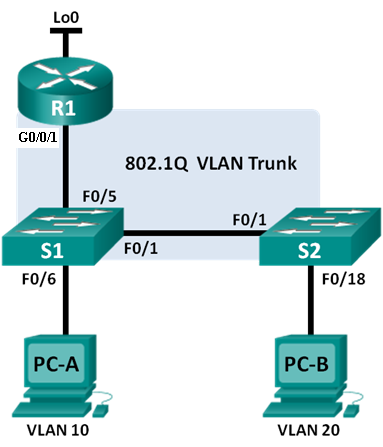 Lo0
R1
G0/0/1
802.1Q VLAN Trunk
F0/5
F0/1
S1
F0/1
S2
F0/6
F0/18
PC-A
PC-B
VLAN 10
VLAN 20